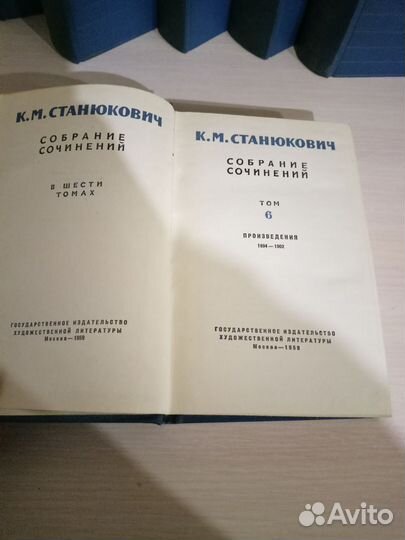 К.М.СТАНЮКОВИЧ
СОБРАНИЕ
СОЧИНЕНИЙ
В ШЕСТИ
ТОМАХ
ГОСУДАРСТВЕННОЕ ИЗДАТЕЛЬСТВО
ХУДОЖЕСТВЕННОЙ ЛИТЕРАТУРЫ
Москва—1959
К.М.СТАНЮКОВИЧ
СОБРАНИЕ
СОЧИНЕНИЙ
ТОМ
6
ПРОИЗВЕДЕНИЯ
1894—1902
ГОСУДАРСТВЕННОЕ ИЗДАТЕЛЬСТВО
ХУДОЖЕСТВЕННОЙ ЛИТЕРАТУРЫ
Москва—1959
Avito